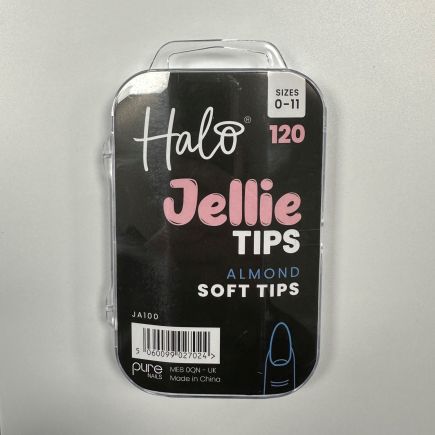 SIZES
0-11
Halo®
120
Jellie
TIPS
ALMOND
SOFT TIPS
JA100
5 060099 027024 >
pure
NAILS
ME8 0QN - UK
Made in China